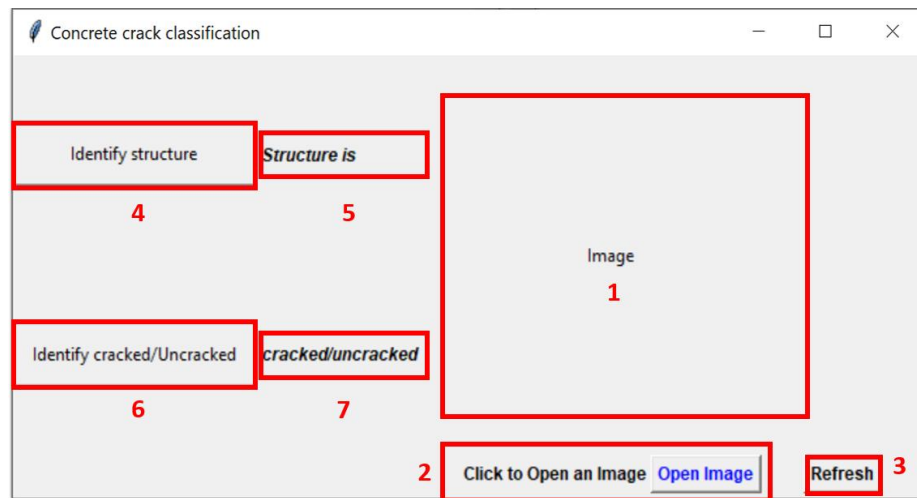 Concrete crack classification
Identify structure
Structure is
4
5
Image
1
Identify cracked/Uncracked
cracked/uncracked
6
7
2
Click to Open an Image
Open Image
Refresh
3